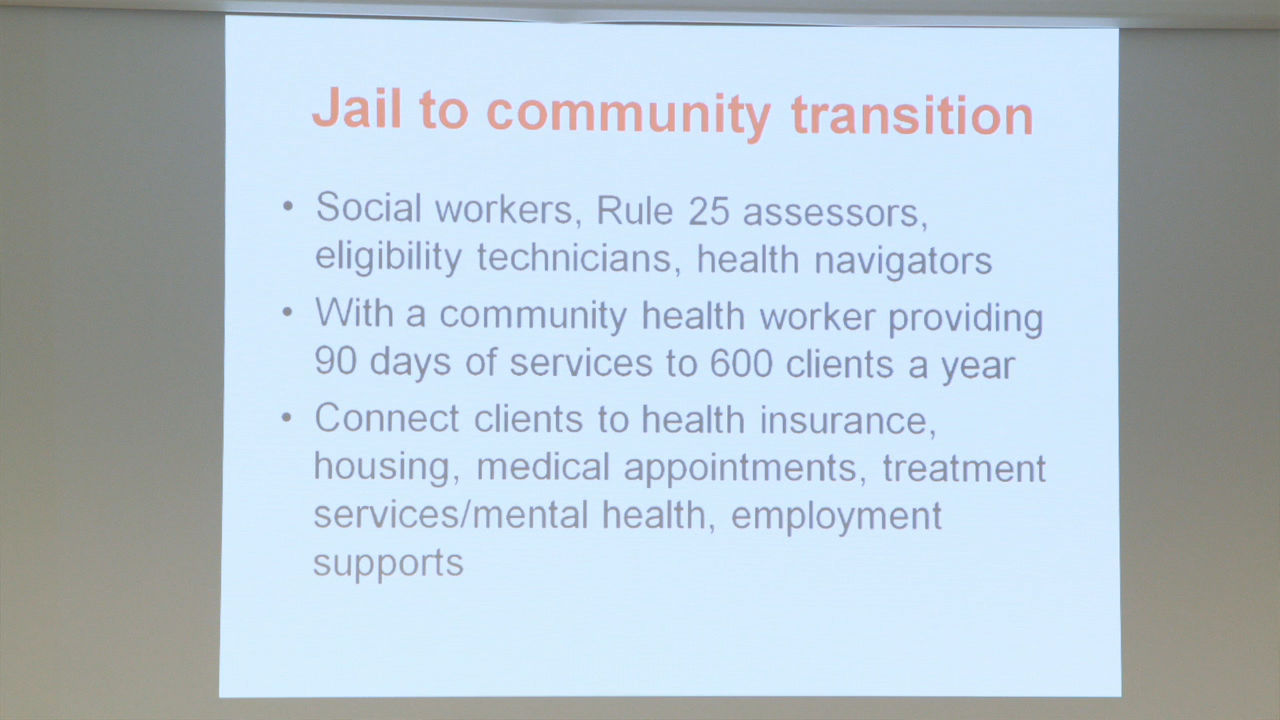 Jail to community transition
• Social workers, Rule 25 assessors,
eligibility technicians, health navigators
• With a community health worker providing
90 days of services to 600 clients a year
• Connect clients to health insurance,
housing, medical appointments, treatment
services/mental health, employment
supports